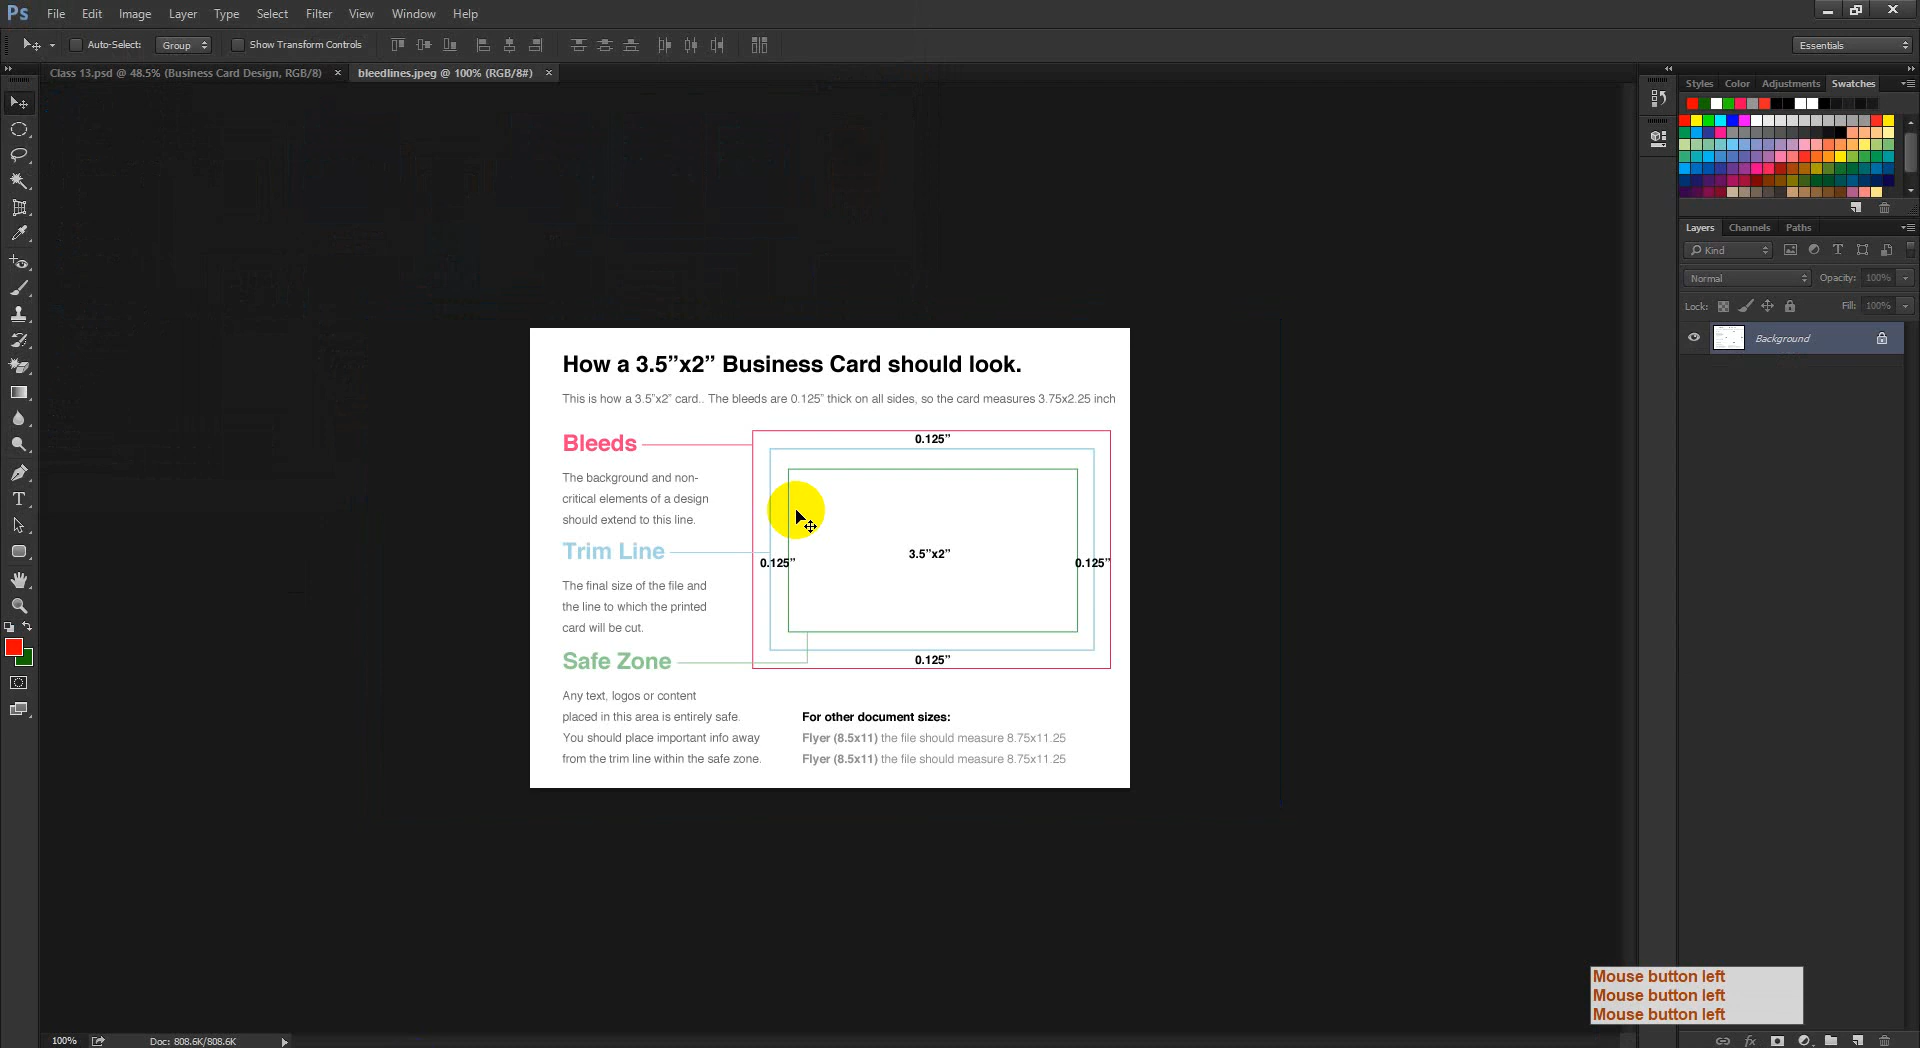 Ps File Edit Image Layer Type Select Filter View Window Help
Auto-Select: Group Show Transform Controls Essentials
Class 13.psd @ 48.5% (Business Card Design, RGB/8) × bleedlines.jpeg @ 100% (RGB/8#) ×
Styles Color Adjustments Swatches
Layers Channels Paths
Kind
Normal Opacity: 100%
Lock: Fill: 100%
Background
How a 3.5”x2” Business Card should look.
This is how a 3.5”x2” card.. The bleeds are 0.125” thick on all sides, so the card measures 3.75x2.25 inch
Bleeds
The background and non-
critical elements of a design
should extend to this line.
Trim Line
The final size of the file and
the line to which the printed
card will be cut.
Safe Zone
Any text, logos or content
placed in this area is entirely safe.
You should place important info away
from the trim line within the safe zone.
0.125”
3.5”x2”
0.125” 0.125”
0.125”
For other document sizes:
Flyer (8.5x11) the file should measure 8.75x11.25
Flyer (8.5x11) the file should measure 8.75x11.25
Mouse button left
Mouse button left
Mouse button left
100% Doc: 808.6K/808.6K